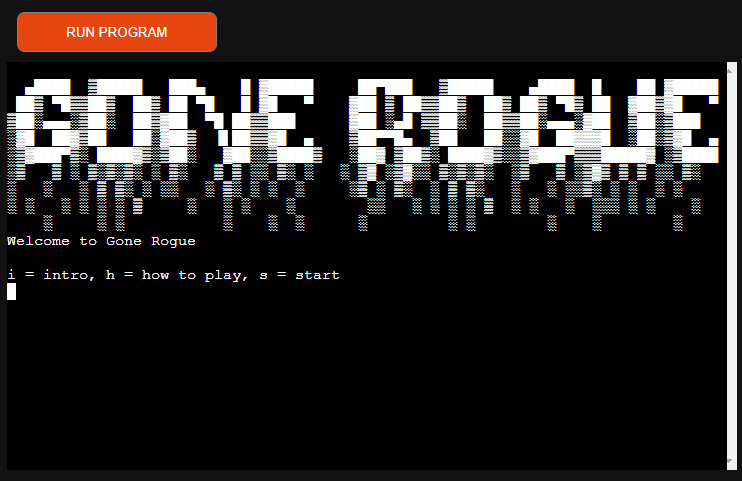 RUN PROGRAM
GONE ROGUE
Welcome to Gone Rogue
i = intro, h = how to play, s = start